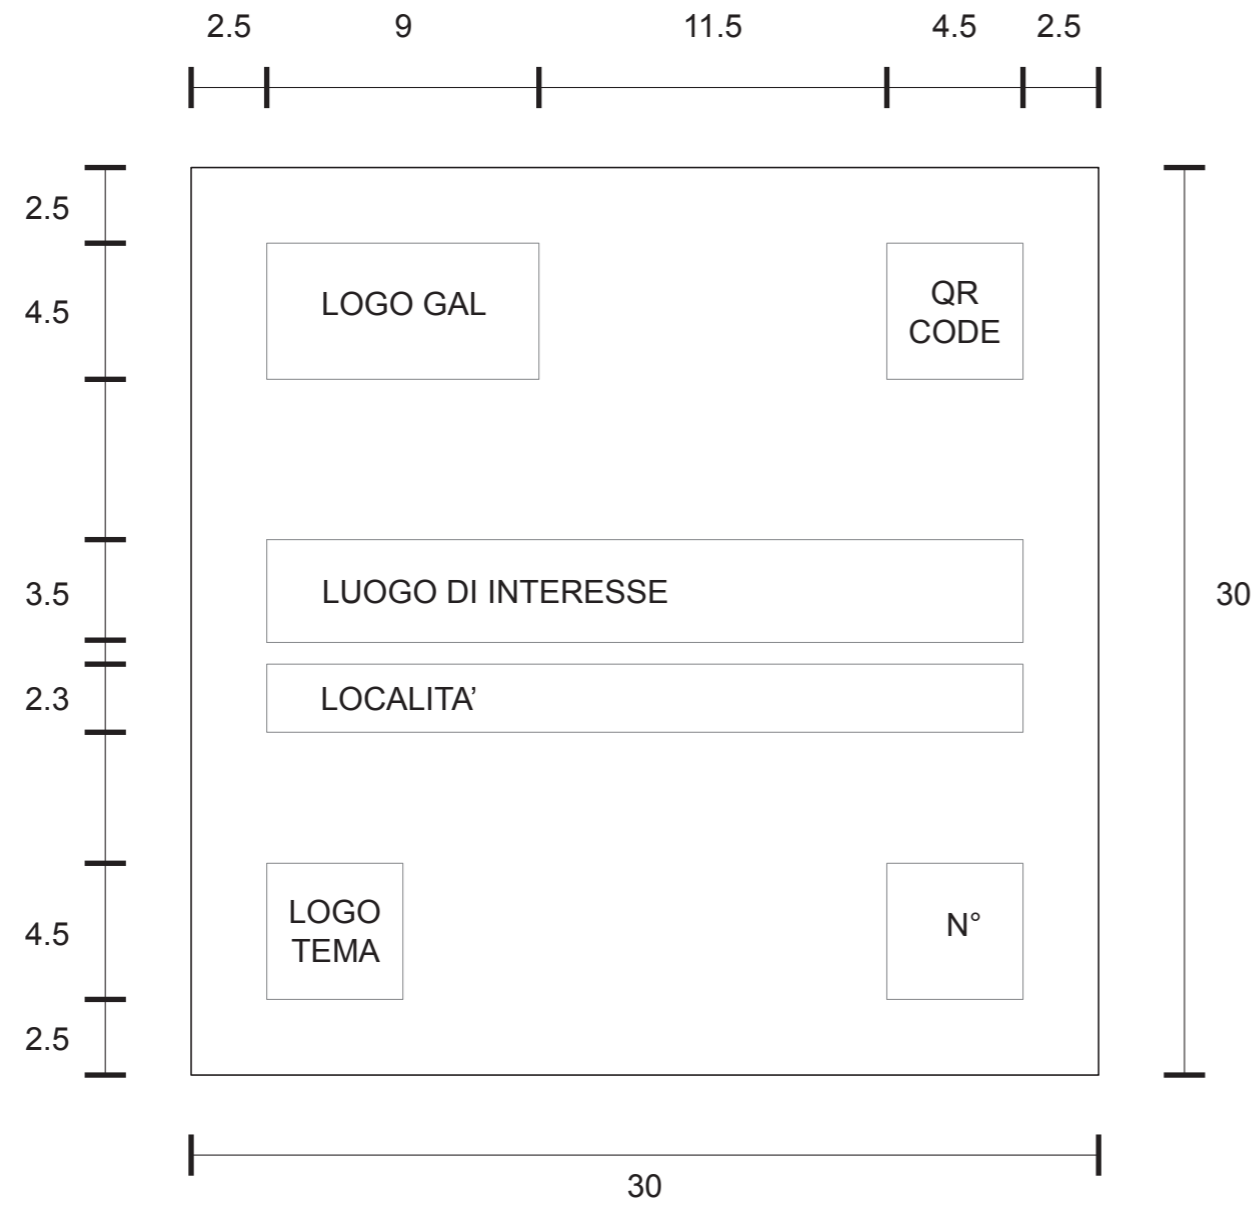 2.5 9 11.5 4.5 2.5
2.5
4.5
LOGO GAL
QR
CODE
3.5
LUOGO DI INTERESSE
30
2.3
LOCALITA’
4.5
LOGO
TEMA
N°
2.5
30